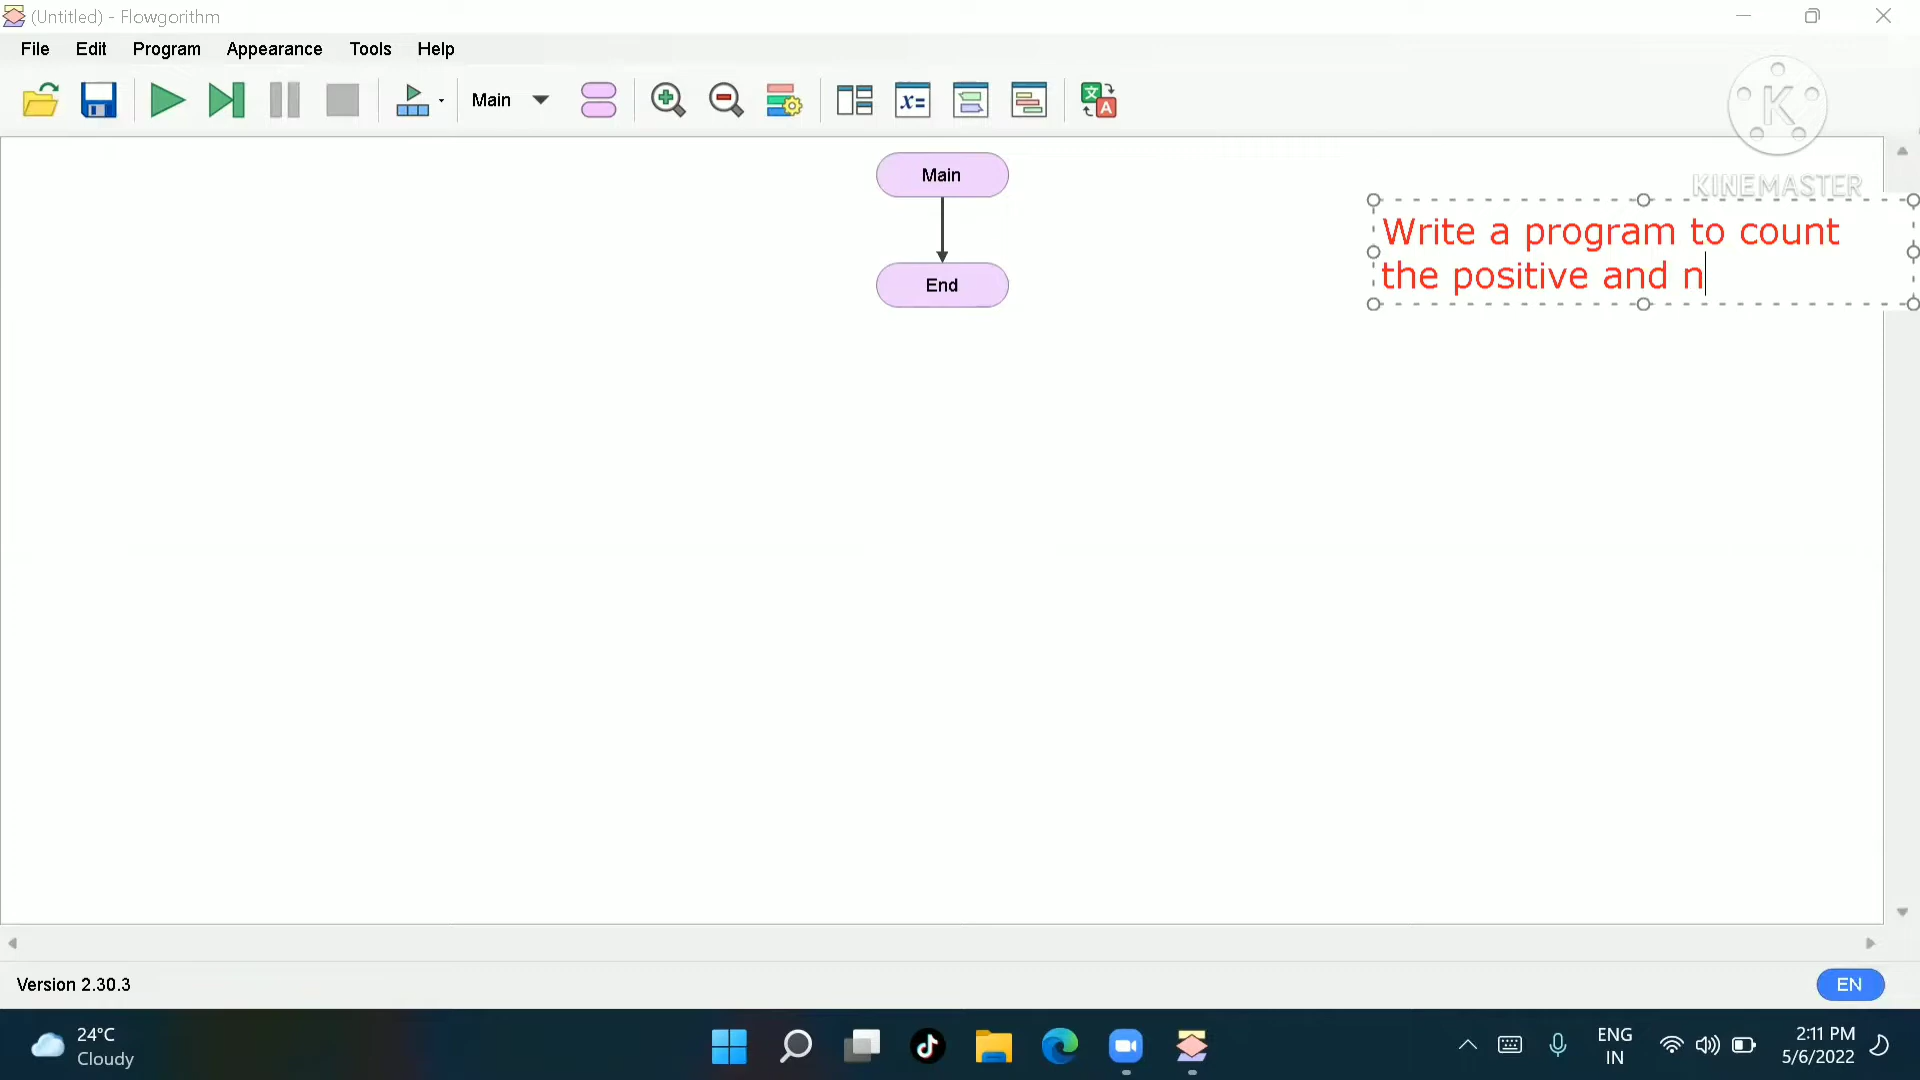 (Untitled) - Flowgorithm
File Edit Program Appearance Tools Help
Main
x=
文
A
K
KINEMASTER
Main
End
Write a program to count
the positive and n
Version 2.30.3
EN
24°C
Cloudy
ENG
IN
2:11 PM
5/6/2022